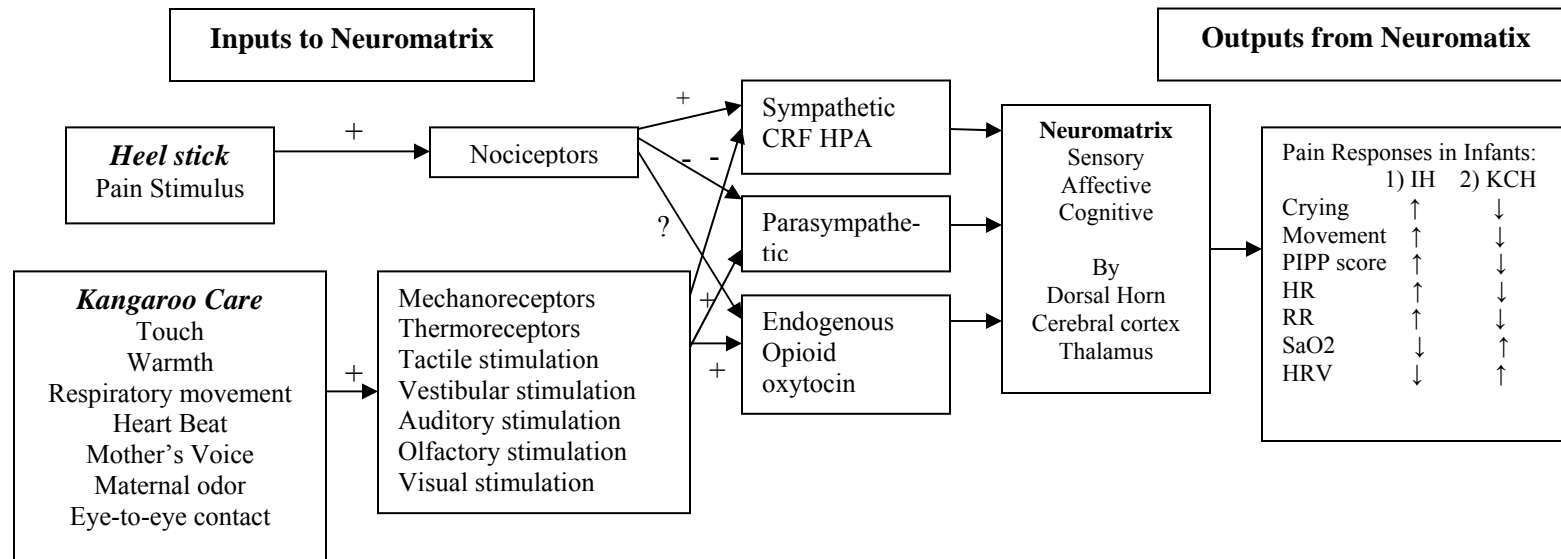 Inputs to Neuromatrix
Outputs from Neuromatix
Heel stick
Pain Stimulus
+
Nociceptors
+
- -
?
Sympathetic
CRF HPA
Parasympathe-
tic
Endogenous
Opioid
oxytocin
Kangaroo Care
Touch
Warmth
Respiratory movement
Heart Beat
Mother's Voice
Maternal odor
Eye-to-eye contact
+
Mechanoreceptors
Thermoreceptors
Tactile stimulation
Vestibular stimulation
Auditory stimulation
Olfactory stimulation
Visual stimulation
+
+
Neuromatrix
Sensory
Affective
Cognitive
By
Dorsal Horn
Cerebral cortex
Thalamus
Pain Responses in Infants:
1) IH 2) KCH
Crying ↑ ↓
Movement ↑ ↓
PIPP score ↑ ↓
HR ↑ ↓
RR ↑ ↓
SaO2 ↓ ↑
HRV ↓ ↑